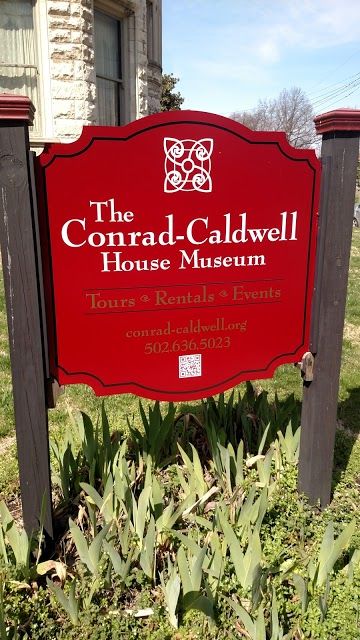 The
Conrad-Caldwell
House Museum
Tours Rentals Events
conrad-caldwell.org
502.636.5023